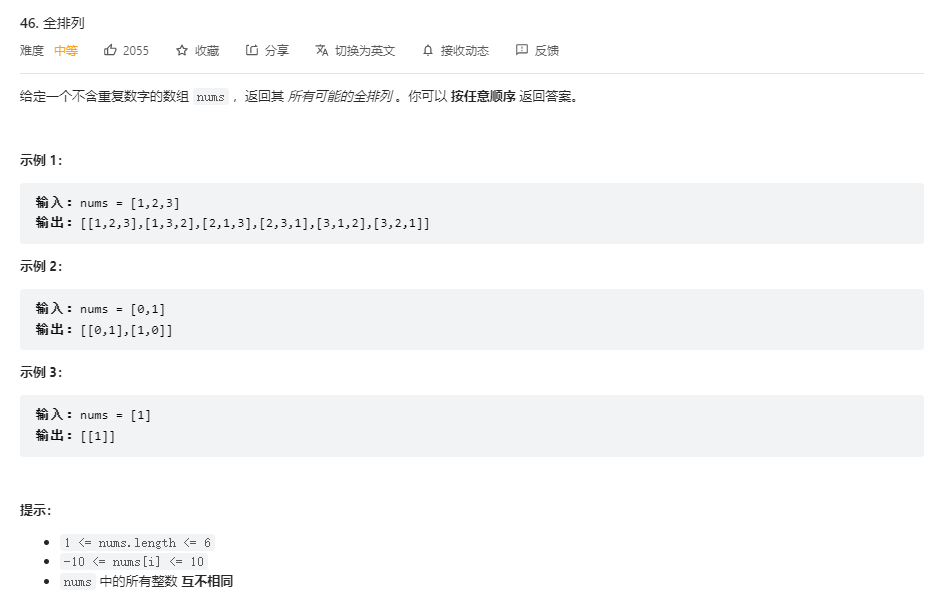 46. 全排列
难度 中等 2055 收藏 分享 切换为英文 接收动态 反馈
给定一个不含重复数字的数组 nums ，返回其 所有可能的全排列 。你可以 按任意顺序 返回答案。
示例 1：
输入：nums = [1,2,3]
输出：[[1,2,3],[1,3,2],[2,1,3],[2,3,1],[3,1,2],[3,2,1]]
示例 2：
输入：nums = [0,1]
输出：[[0,1],[1,0]]
示例 3：
输入：nums = [1]
输出：[[1]]
提示：
1 <= nums.length <= 6
-10 <= nums[i] <= 10
nums 中的所有整数 互不相同